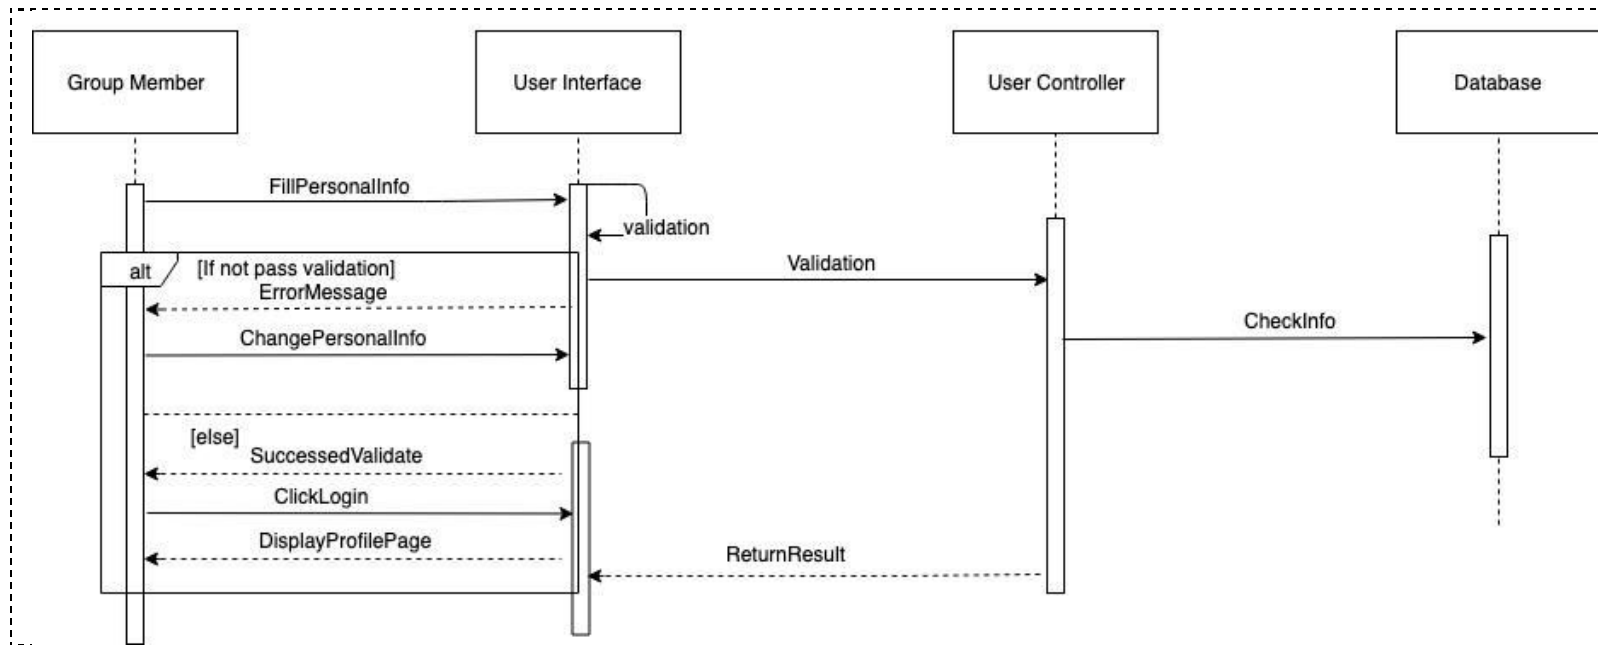 Group Member
User Interface
User Controller
Database
FillPersonalInfo
validation
alt
[If not pass validation]
Validation
ErrorMessage
CheckInfo
ChangePersonalInfo
[else]
SuccessedValidate
ClickLogin
DisplayProfilePage
ReturnResult